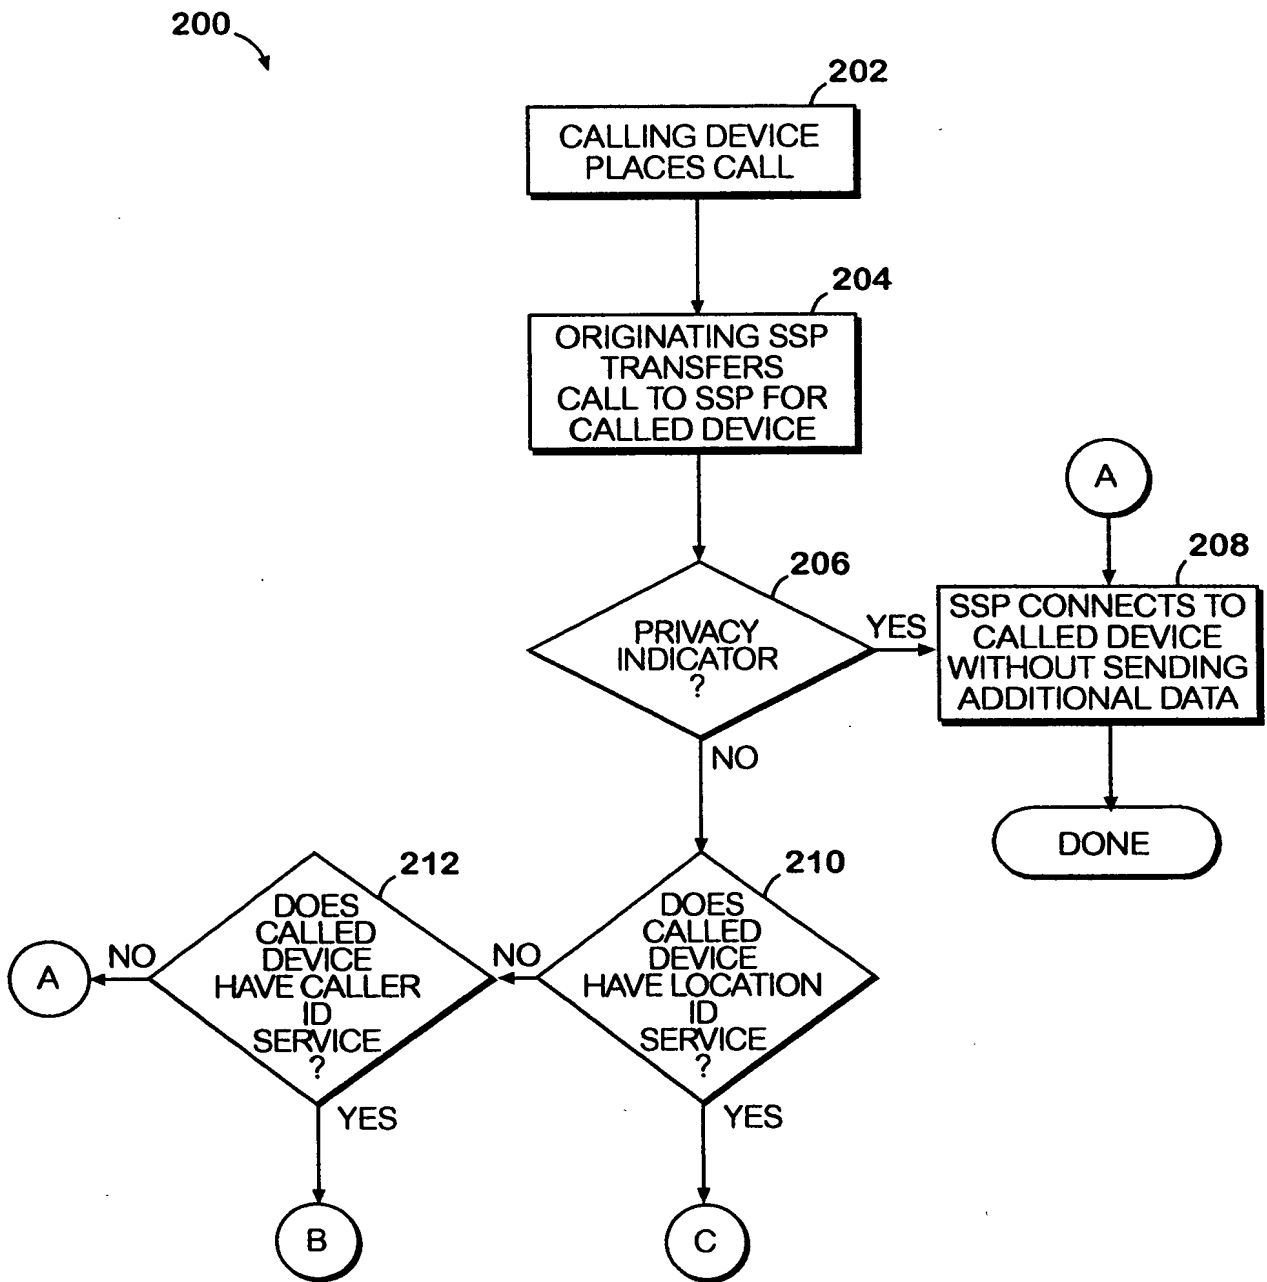 200
202
CALLING DEVICE
PLACES CALL
204
ORIGINATING SSP
TRANSFERS
CALL TO SSP FOR
CALLED DEVICE
A
206
PRIVACY
INDICATOR
?
YES
208
SSP CONNECTS TO
CALLED DEVICE
WITHOUT SENDING
ADDITIONAL DATA
NO
DONE
212
DOES
CALLED
DEVICE
HAVE CALLER
ID
SERVICE
?
210
DOES
CALLED
DEVICE
HAVE LOCATION
ID
SERVICE
?
NO
A
NO
YES
YES
B
C